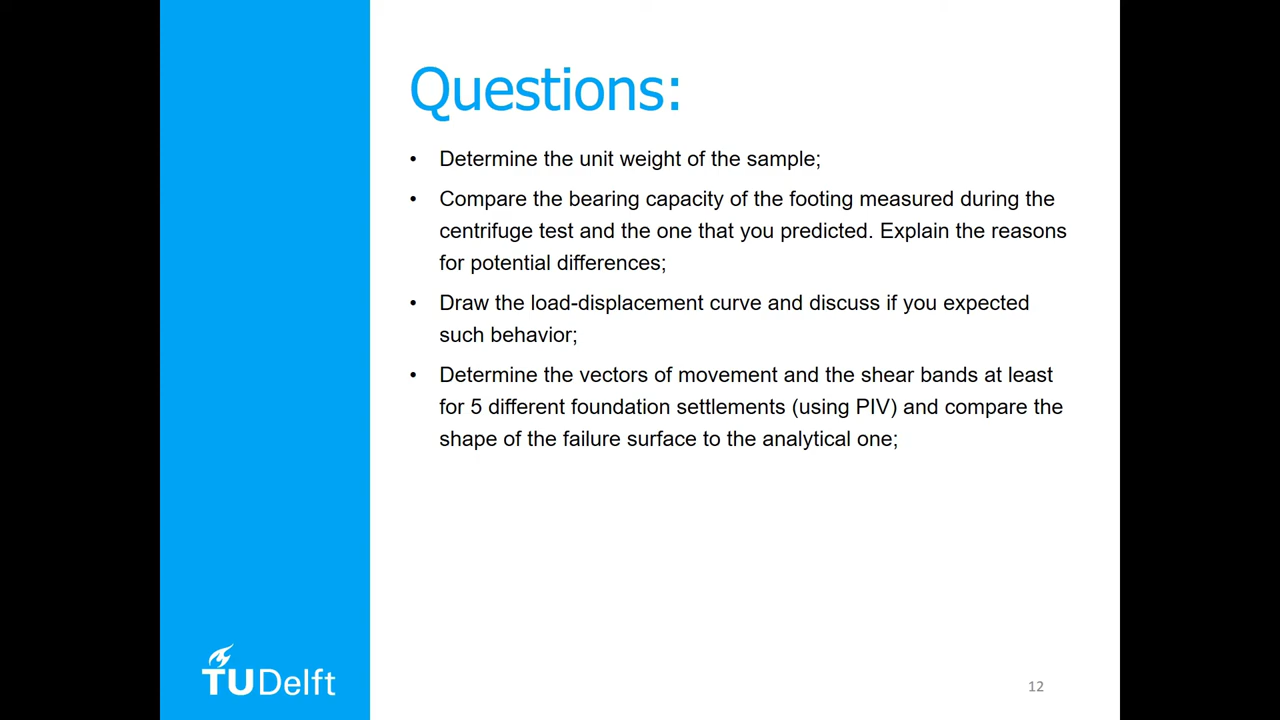 Questions:
• Determine the unit weight of the sample;
• Compare the bearing capacity of the footing measured during the
centrifuge test and the one that you predicted. Explain the reasons
for potential differences;
• Draw the load-displacement curve and discuss if you expected
such behavior;
• Determine the vectors of movement and the shear bands at least
for 5 different foundation settlements (using PIV) and compare the
shape of the failure surface to the analytical one;
TUDelft
12